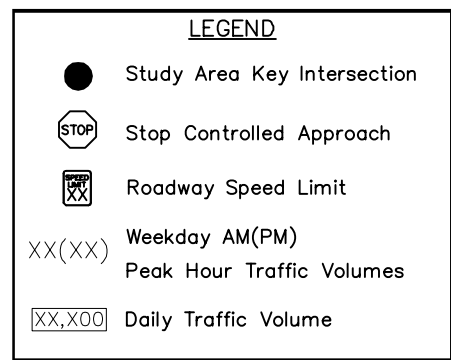 LEGEND
Study Area Key Intersection
STOP Stop Controlled Approach
SPEED
LIMIT
XX Roadway Speed Limit
XX(XX) Weekday AM(PM)
Peak Hour Traffic Volumes
XX,X00 Daily Traffic Volume